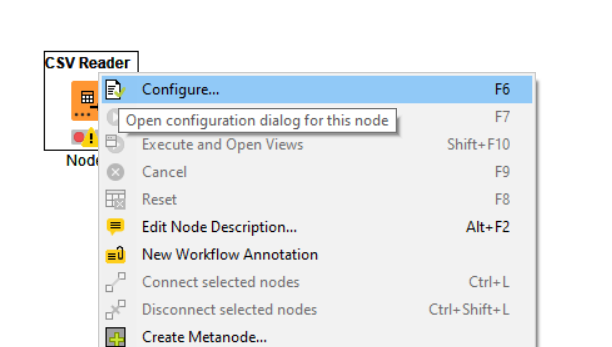 CSV Reader
Configure... F6
Open configuration dialog for this node F7
Execute and Open Views Shift+F10
Node
Cancel F9
Reset F8
Edit Node Description... Alt+F2
New Workflow Annotation
Connect selected nodes Ctrl+L
Disconnect selected nodes Ctrl+Shift+L
Create Metanode...